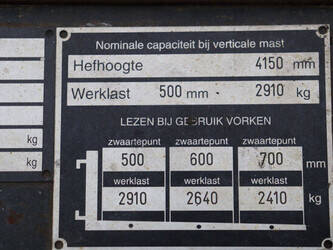 Nominale capaciteit bij verticale mast
Hefhoogte 4150 mm
Werklast 500 mm - 2910 kg
LEZEN BIJ GEBRUIK VORKEN
zwaartepunt zwaartepunt zwaartepunt
500 600 700 mm
werklast werklast werklast
2910 2640 2410 kg
kg
kg